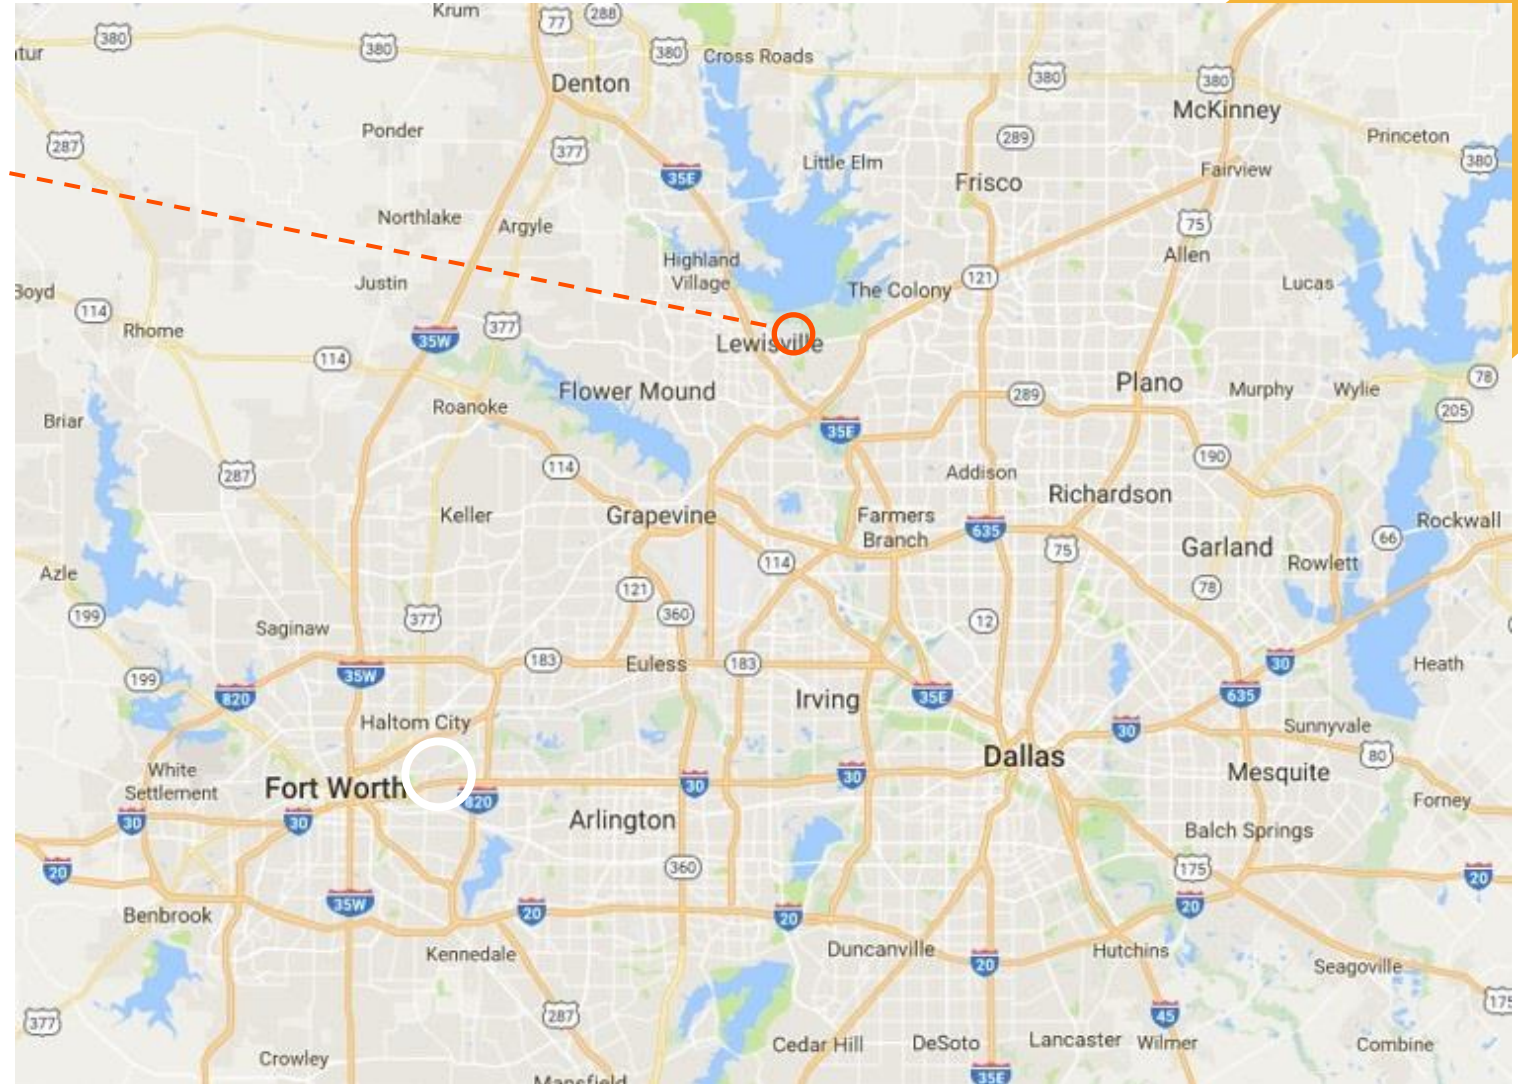 Krum
77
288
380
380
380
Cross Roads
tur
Denton
380
380
McKinney
Ponder
287
377
289
Princeton
380
Little Elm
35E
Frisco
Fairview
Northlake
Argyle
75
Allen
Highland
Village
Justin
The Colony
121
Lucas
Boyd
114
Rhome
377
35W
114
Lewisville
Flower Mound
Plano
Murphy
Wylie
78
205
289
Roanoke
Briar
35E
287
114
Addison
190
Richardson
Keller
Grapevine
Farmers
Branch
635
75
Rockwall
66
Garland
Rowlett
Azle
114
121
360
78
199
377
12
Saginaw
183
Euless
183
30
Heath
199
35W
820
Irving
35E
635
Haltom City
30
Sunnyvale
80
Dallas
White
Settlement
Fort Worth
820
30
30
Mesquite
Forney
30
30
Arlington
Balch Springs
20
360
175
20
35W
20
20
20
Benbrook
Kennedale
Duncanville
20
Hutchins
Seagoville
175
377
287
45
Crowley
Cedar Hill
DeSoto
Lancaster
Wilmer
Combine
Mansfield
35E